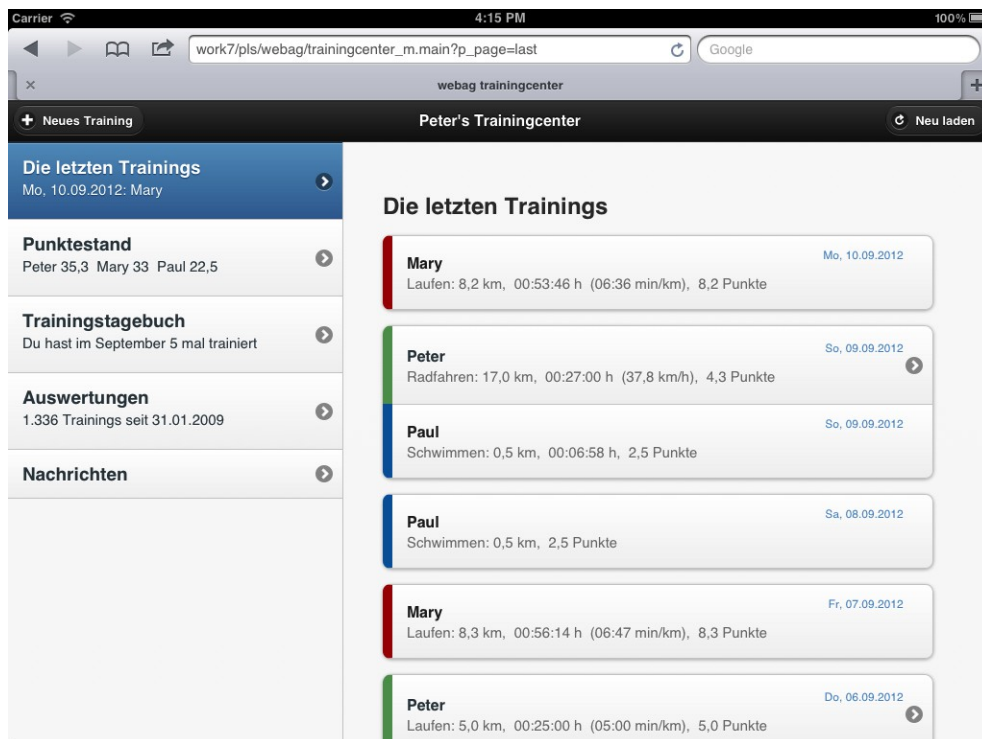 Carrier 4:15 PM 100%
work7/pls/webag/trainingcenter_m.main?p_page=last Google
webag trainingcenter
Neues Training Peter's Trainingcenter Neu laden
Die letzten Trainings
Mo, 10.09.2012: Mary
Punktestand
Peter 35,3 Mary 33 Paul 22,5
Trainingstagebuch
Du hast im September 5 mal trainiert
Auswertungen
1.336 Trainings seit 31.01.2009
Nachrichten
Die letzten Trainings
Mary Mo, 10.09.2012
Laufen: 8,2 km, 00:53:46 h (06:36 min/km), 8,2 Punkte
Peter So, 09.09.2012
Radfahren: 17,0 km, 00:27:00 h (37,8 km/h), 4,3 Punkte
Paul So, 09.09.2012
Schwimmen: 0,5 km, 00:06:58 h, 2,5 Punkte
Paul Sa, 08.09.2012
Schwimmen: 0,5 km, 2,5 Punkte
Mary Fr, 07.09.2012
Laufen: 8,3 km, 00:56:14 h (06:47 min/km), 8,3 Punkte
Peter Do, 06.09.2012
Laufen: 5,0 km, 00:25:00 h (05:00 min/km), 5,0 Punkte